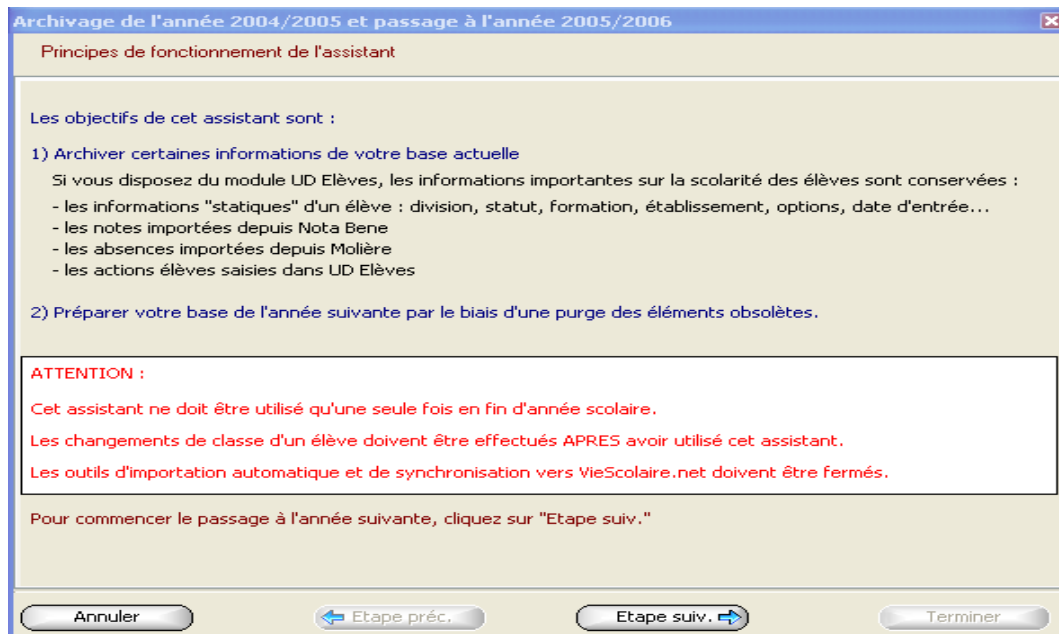 Archivage de l'année 2004/2005 et passage à l'année 2005/2006
Principes de fonctionnement de l'assistant
Les objectifs de cet assistant sont :
1) Archiver certaines informations de votre base actuelle
Si vous disposez du module UD Elèves, les informations importantes sur la scolarité des élèves sont conservées :
- les informations "statiques" d'un élève : division, statut, formation, établissement, options, date d'entrée...
- les notes importées depuis Nota Bene
- les absences importées depuis Molière
- les actions élèves saisies dans UD Elèves
2) Préparer votre base de l'année suivante par le biais d'une purge des éléments obsolètes.
ATTENTION :
Cet assistant ne doit être utilisé qu'une seule fois en fin d'année scolaire.
Les changements de classe d'un élève doivent être effectués APRES avoir utilisé cet assistant.
Les outils d'importation automatique et de synchronisation vers VieScolaire.net doivent être fermés.
Pour commencer le passage à l'année suivante, cliquez sur "Etape suiv."
Annuler Etape préc. Etape suiv. Terminer